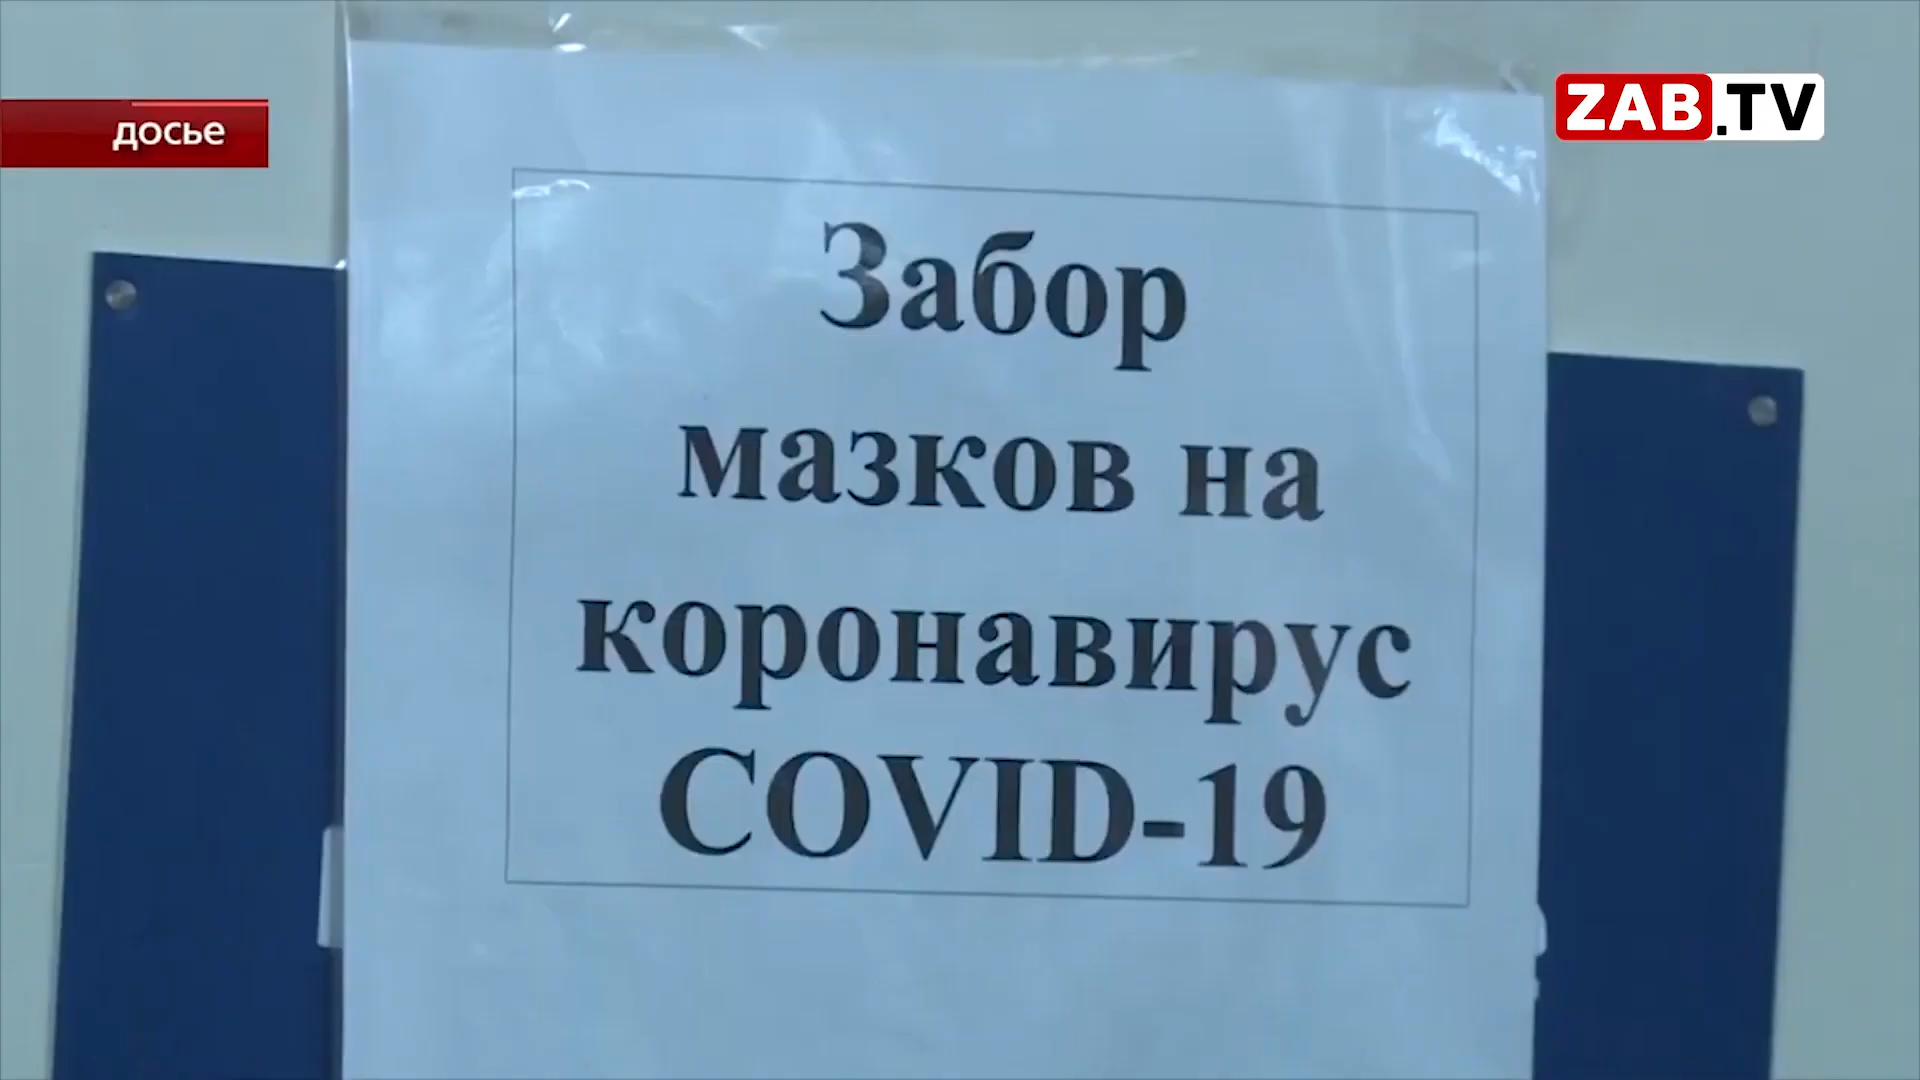 досье
ZAB.TV
Забор
мазков на
коронавирус
COVID-19